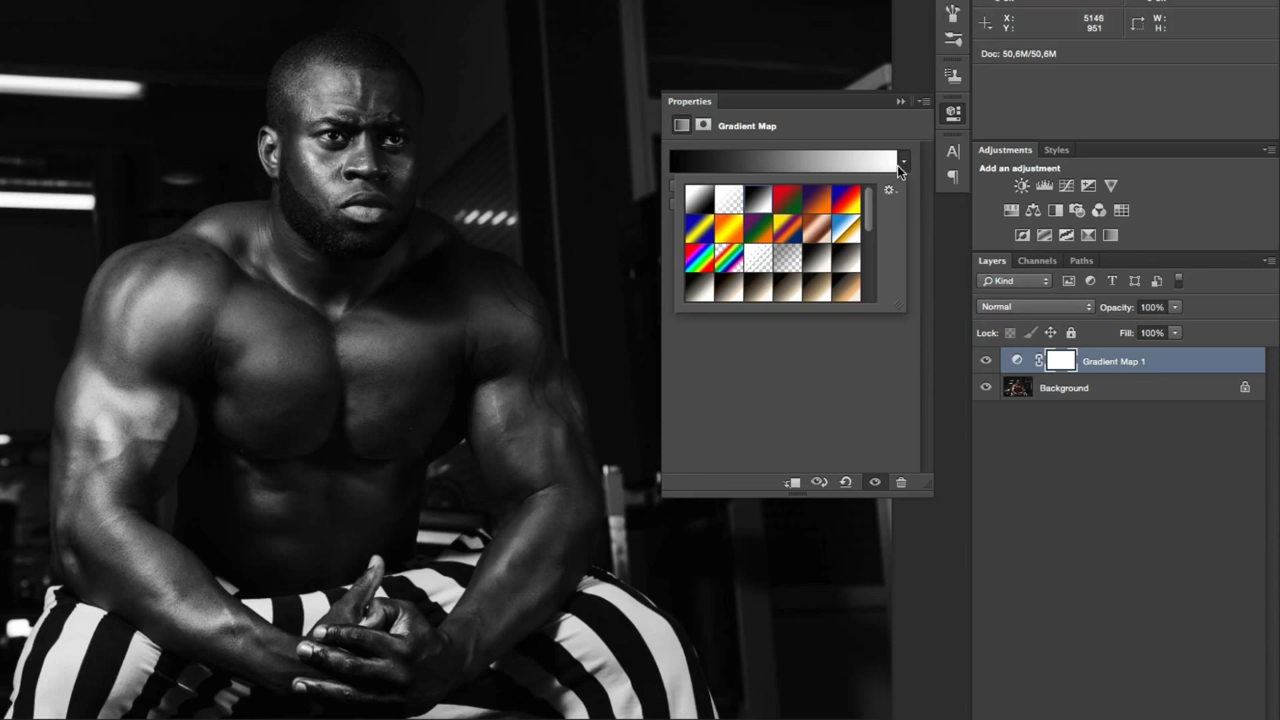 X: 5146 W:
Y: 951 H:
Doc: 50,6M/50,6M
Properties
Gradient Map
A|
Adjustments Styles
Add an adjustment
Layers Channels Paths
Kind
T
Normal Opacity: 100%
Lock: Fill: 100%
Gradient Map 1
Background